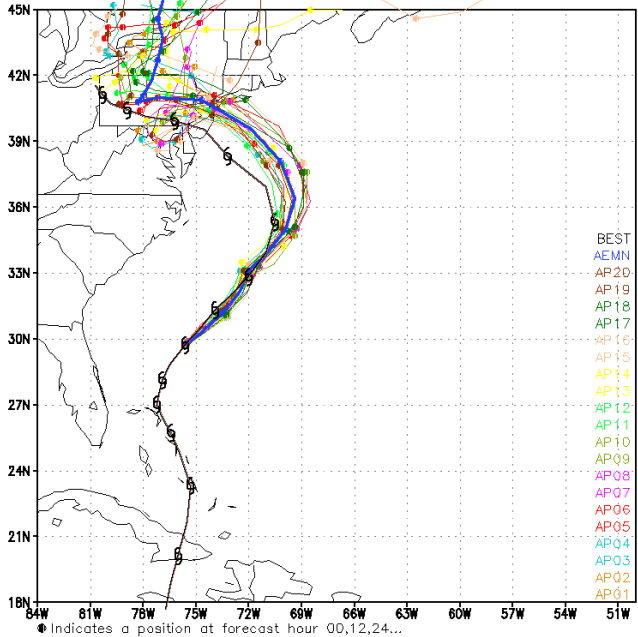 45N
42N
39N
36N
33N
30N
27N
24N
21N
18N
84W 81W 78W 75W 72W 69W 66W 63W 60W 57W 54W 51W
BEST
AEMN
AP20
AP19
AP18
AP17
AP16
AP15
AP14
AP13
AP12
AP11
AP10
AP09
AP08
AP07
AP06
AP05
AP04
AP03
AP02
AP01
Indicates a position at forecast hour 00,12,24...